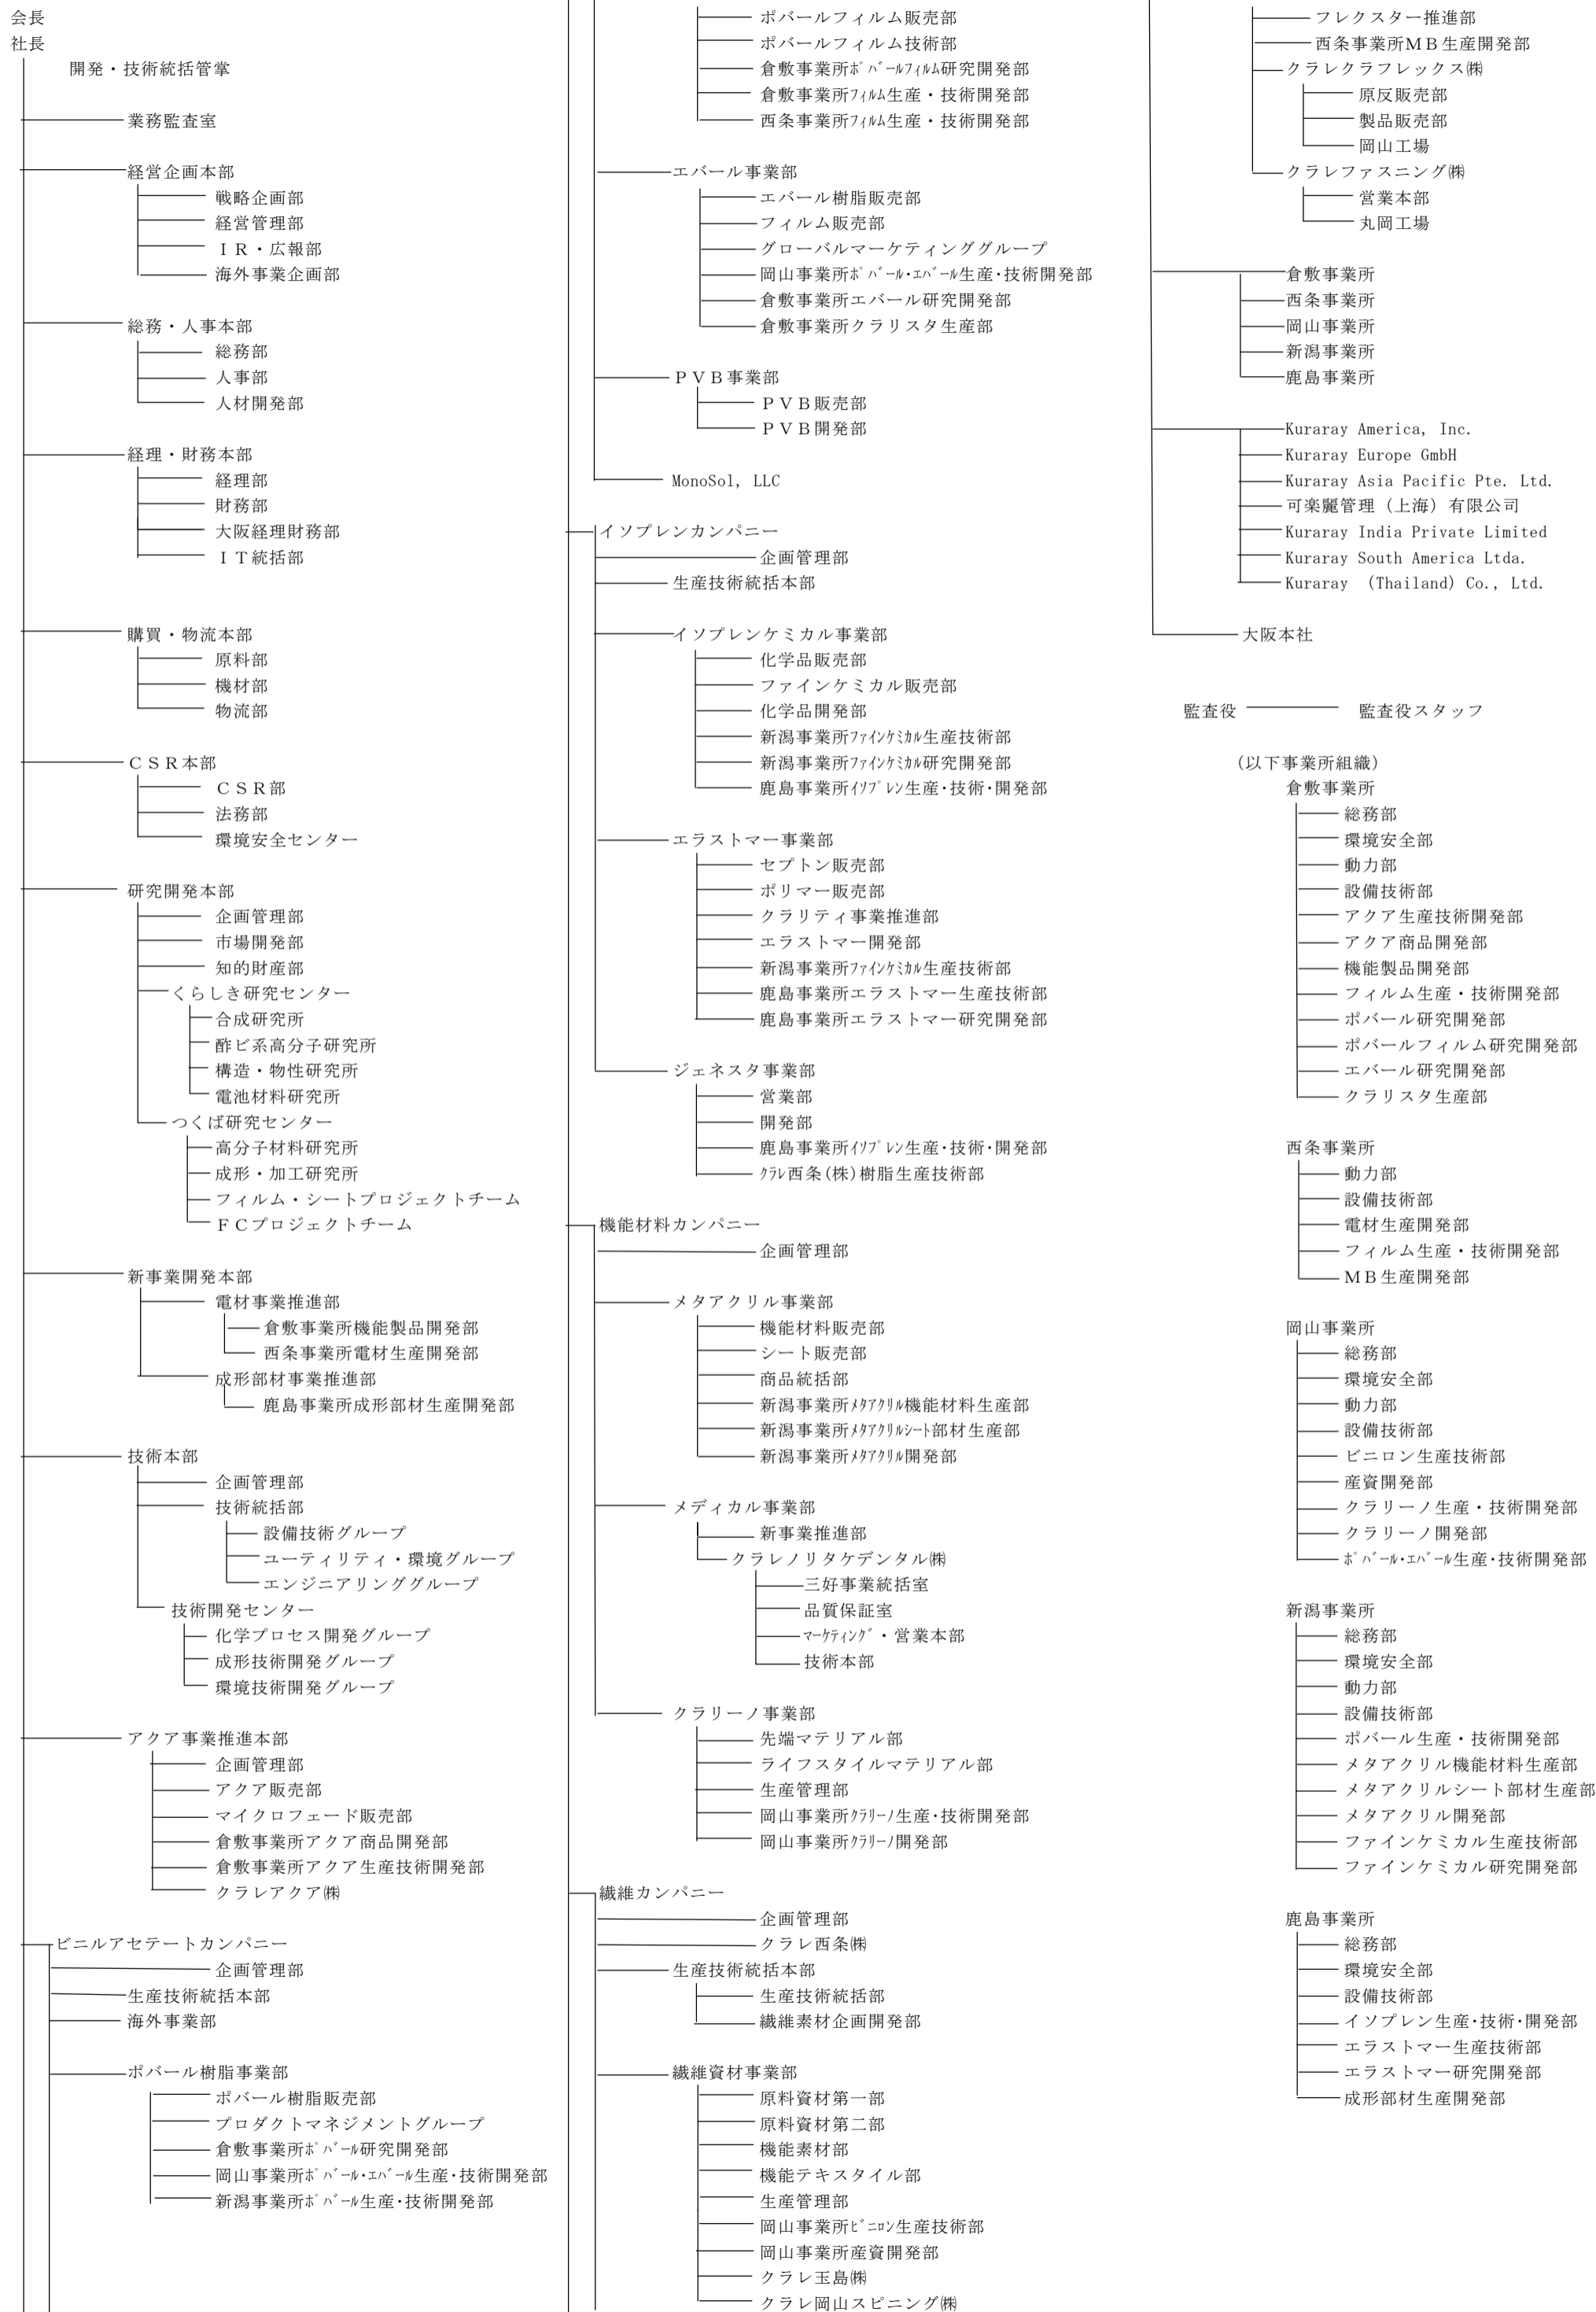 会長
社長
開発・技術統括管掌
業務監査室
経営企画本部
戦略企画部
経営管理部
ＩＲ・広報部
海外事業企画部
総務・人事本部
総務部
人事部
人材開発部
経理・財務本部
経理部
財務部
大阪経理財務部
ＩＴ統括部
購買・物流本部
原料部
機材部
物流部
ＣＳＲ本部
ＣＳＲ部
法務部
環境安全センター
研究開発本部
企画管理部
市場開発部
知的財産部
くらしき研究センター
合成研究所
酢ビ系高分子研究所
構造・物性研究所
電池材料研究所
つくば研究センター
高分子材料研究所
成形・加工研究所
フィルム・シートプロジェクトチーム
ＦＣプロジェクトチーム
新事業開発本部
電材事業推進部
倉敷事業所機能製品開発部
西条事業所電材生産開発部
成形部材事業推進部
鹿島事業所成形部材生産開発部
技術本部
企画管理部
技術統括部
設備技術グループ
ユーティリティ・環境グループ
エンジニアリンググループ
技術開発センター
化学プロセス開発グループ
成形技術開発グループ
環境技術開発グループ
アクア事業推進本部
企画管理部
アクア販売部
マイクロフェード販売部
倉敷事業所アクア商品開発部
倉敷事業所アクア生産技術開発部
クラレアクア㈱
ビニルアセテートカンパニー
企画管理部
生産技術統括本部
海外事業部
ポバール樹脂事業部
ポバール樹脂販売部
プロダクトマネジメントグループ
倉敷事業所ﾎﾟﾊﾞｰﾙ研究開発部
岡山事業所ﾎﾟﾊﾞｰﾙ･ｴﾊﾞｰﾙ生産･技術開発部
新潟事業所ﾎﾟﾊﾞｰﾙ生産･技術開発部
ポバールフィルム販売部
ポバールフィルム技術部
倉敷事業所ﾎﾟﾊﾞｰﾙﾌｨﾙﾑ研究開発部
倉敷事業所ﾌｨﾙﾑ生産・技術開発部
西条事業所ﾌｨﾙﾑ生産・技術開発部
エバール事業部
エバール樹脂販売部
フィルム販売部
グローバルマーケティンググループ
岡山事業所ﾎﾟﾊﾞｰﾙ･ｴﾊﾞｰﾙ生産･技術開発部
倉敷事業所エバール研究開発部
倉敷事業所クラリスタ生産部
ＰＶＢ事業部
ＰＶＢ販売部
ＰＶＢ開発部
MonoSol, LLC
イソプレンカンパニー
企画管理部
生産技術統括本部
イソプレンケミカル事業部
化学品販売部
ファインケミカル販売部
化学品開発部
新潟事業所ﾌｧｲﾝｹﾐｶﾙ生産技術部
新潟事業所ﾌｧｲﾝｹﾐｶﾙ研究開発部
鹿島事業所ｲｿﾌﾟﾚﾝ生産･技術･開発部
エラストマー事業部
セプトン販売部
ポリマー販売部
クラリティ事業推進部
エラストマー開発部
新潟事業所ﾌｧｲﾝｹﾐｶﾙ生産技術部
鹿島事業所エラストマー生産技術部
鹿島事業所エラストマー研究開発部
ジェネスタ事業部
営業部
開発部
鹿島事業所ｲｿﾌﾟﾚﾝ生産･技術･開発部
ｸﾗﾚ西条(株)樹脂生産技術部
機能材料カンパニー
企画管理部
メタアクリル事業部
機能材料販売部
シート販売部
商品統括部
新潟事業所ﾒﾀｱｸﾘﾙ機能材料生産部
新潟事業所ﾒﾀｱｸﾘﾙｼｰﾄ部材生産部
新潟事業所ﾒﾀｱｸﾘﾙ開発部
メディカル事業部
新事業推進部
クラレノリタケデンタル㈱
三好事業統括室
品質保証室
ﾏｰｹﾃｨﾝｸﾞ・営業本部
技術本部
クラリーノ事業部
先端マテリアル部
ライフスタイルマテリアル部
生産管理部
岡山事業所ｸﾗﾘｰﾉ生産･技術開発部
岡山事業所ｸﾗﾘｰﾉ開発部
繊維カンパニー
企画管理部
クラレ西条㈱
生産技術統括本部
生産技術統括部
繊維素材企画開発部
繊維資材事業部
原料資材第一部
原料資材第二部
機能素材部
機能テキスタイル部
生産管理部
岡山事業所ﾋﾞﾆﾛﾝ生産技術部
岡山事業所産資開発部
クラレ玉島㈱
クラレ岡山スピニング㈱
フレクスター推進部
西条事業所ＭＢ生産開発部
クラレクラフレックス㈱
原反販売部
製品販売部
岡山工場
クラレファスニング㈱
営業本部
丸岡工場
倉敷事業所
西条事業所
岡山事業所
新潟事業所
鹿島事業所
Kuraray America, Inc.
Kuraray Europe GmbH
Kuraray Asia Pacific Pte. Ltd.
可楽麗管理（上海）有限公司
Kuraray India Private Limited
Kuraray South America Ltda.
Kuraray （Thailand）Co., Ltd.
大阪本社
監査役 監査役スタッフ
（以下事業所組織）
倉敷事業所
総務部
環境安全部
動力部
設備技術部
アクア生産技術開発部
アクア商品開発部
機能製品開発部
フィルム生産・技術開発部
ポバール研究開発部
ポバールフィルム研究開発部
エバール研究開発部
クラリスタ生産部
西条事業所
動力部
設備技術部
電材生産開発部
フィルム生産・技術開発部
ＭＢ生産開発部
岡山事業所
総務部
環境安全部
動力部
設備技術部
ビニロン生産技術部
産資開発部
クラリーノ生産・技術開発部
クラリーノ開発部
ﾎﾟﾊﾞｰﾙ･ｴﾊﾞｰﾙ生産･技術開発部
新潟事業所
総務部
環境安全部
動力部
設備技術部
ポバール生産・技術開発部
メタアクリル機能材料生産部
メタアクリルシート部材生産部
メタアクリル開発部
ファインケミカル生産技術部
ファインケミカル研究開発部
鹿島事業所
総務部
環境安全部
設備技術部
イソプレン生産･技術･開発部
エラストマー生産技術部
エラストマー研究開発部
成形部材生産開発部